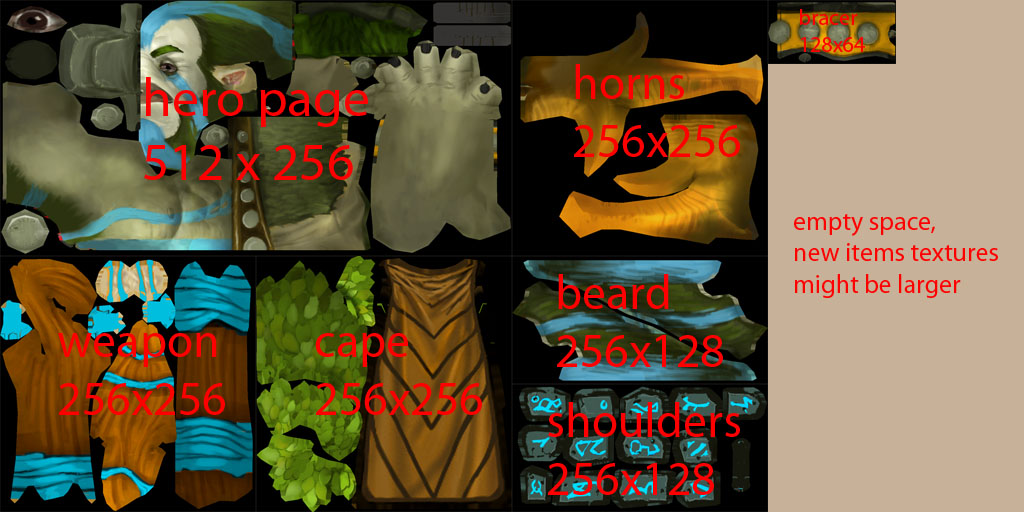 hero page
512 x 256
horns
256x256
bracer
128x64
empty space,
new items textures
might be larger
weapon
256x256
cape
256x256
beard
256x128
shoulders
256x128